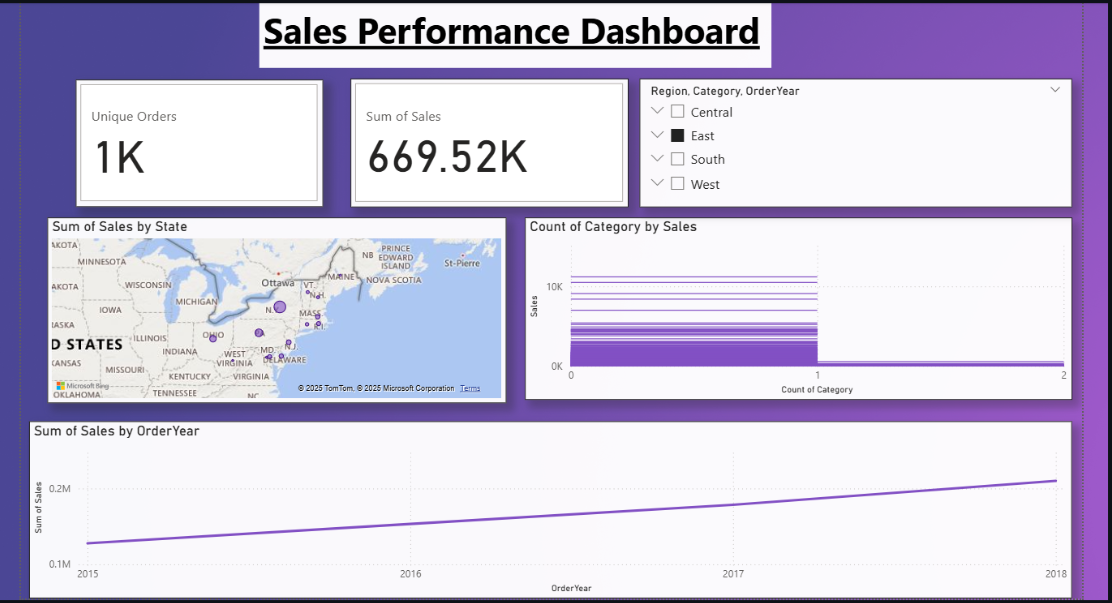 Sales Performance Dashboard
Unique Orders
1K
Sum of Sales
669.52K
Region, Category, OrderYear
Central
East
South
West
Sum of Sales by State
AKOTA
MINNESOTA
WISCONSIN
MICHIGAN
IOWA
ILLINOIS
INDIANA
OHIO
D STATES
MISSOURI
KENTUCKY
WEST
VIRGINIA
VIRGINIA
TENNESSEE
OKLAHOMA
KANSAS
ASKA
AKOTA
Ottawa
VT.
N.H.
MAINE
MASS
R.I.
N.J
MD.
DELAWARE
NC
NB
PRINCE
EDWARD
ISLAND
NOVA SCOTIA
St-Pierre
Microsoft Bing
© 2025 TomTom, © 2025 Microsoft Corporation Terms
Count of Category by Sales
Sales
10K
0K
0 1 2
Count of Category
Sum of Sales by OrderYear
Sum of Sales
0.2M
0.1M
2015 2016 2017 2018
OrderYear